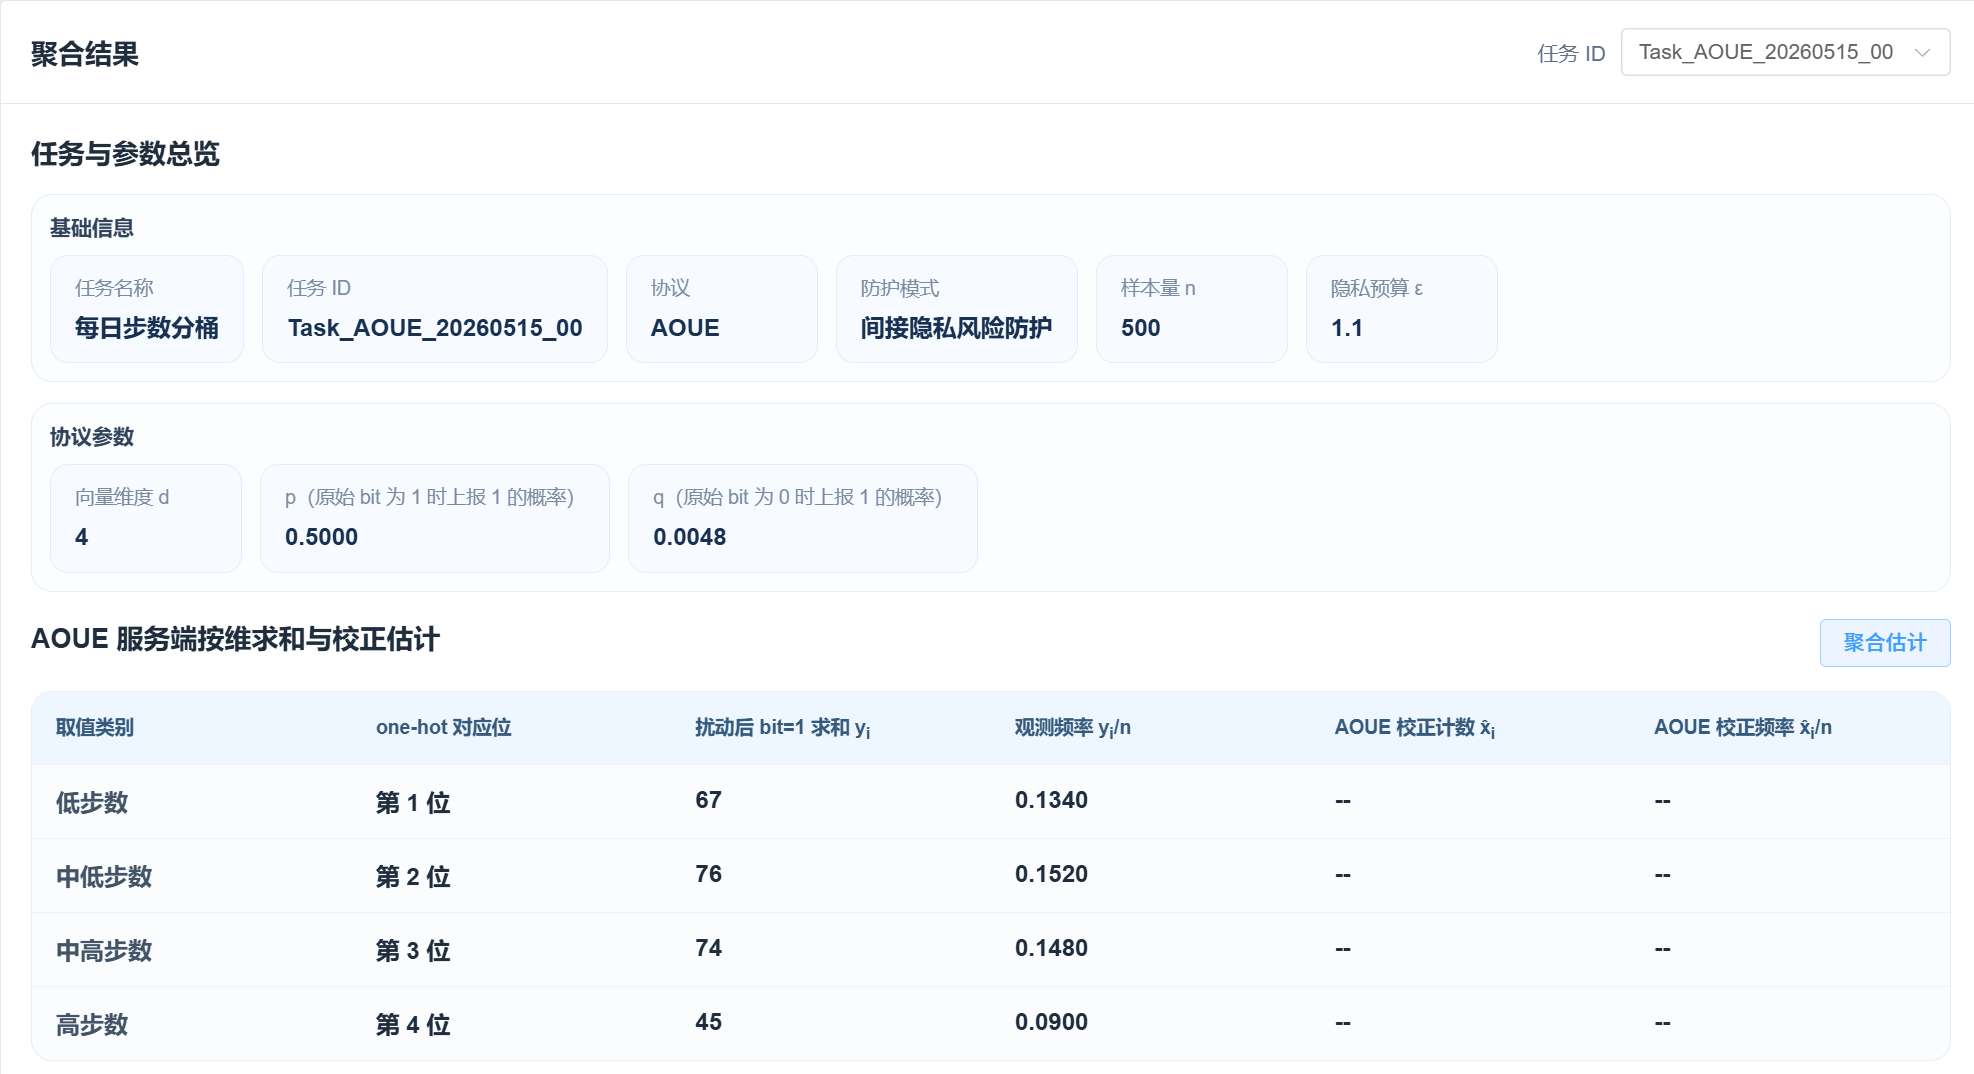 聚合结果
任务 ID Task_AOUE_20260515_00
任务与参数总览
基础信息
任务名称 任务 ID 协议 防护模式 样本量 n 隐私预算 ε
每日步数分桶 Task_AOUE_20260515_00 AOUE 间接隐私风险防护 500 1.1
协议参数
向量维度 d p（原始 bit 为 1 时上报 1 的概率） q（原始 bit 为 0 时上报 1 的概率）
4 0.5000 0.0048
AOUE 服务端按维求和与校正估计 聚合估计
取值类别 one-hot 对应位 扰动后 bit=1 求和 yᵢ 观测频率 yᵢ/n AOUE 校正计数 x̂ᵢ AOUE 校正频率 x̂ᵢ/n
低步数 第 1 位 67 0.1340 -- --
中低步数 第 2 位 76 0.1520 -- --
中高步数 第 3 位 74 0.1480 -- --
高步数 第 4 位 45 0.0900 -- --